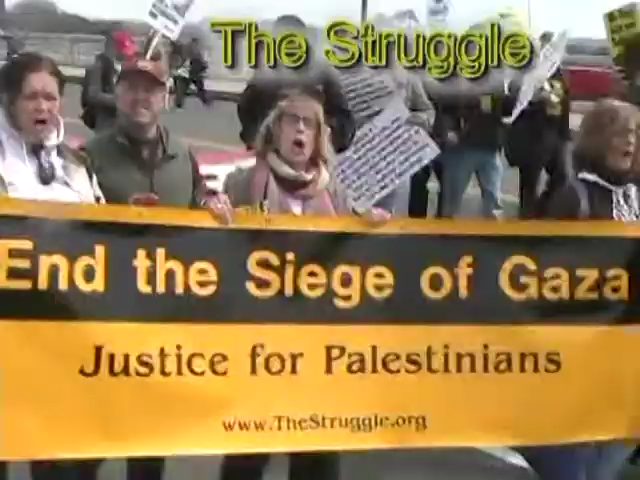 The Struggle
End the Siege of Gaza
Justice for Palestinians
www.TheStruggle.org